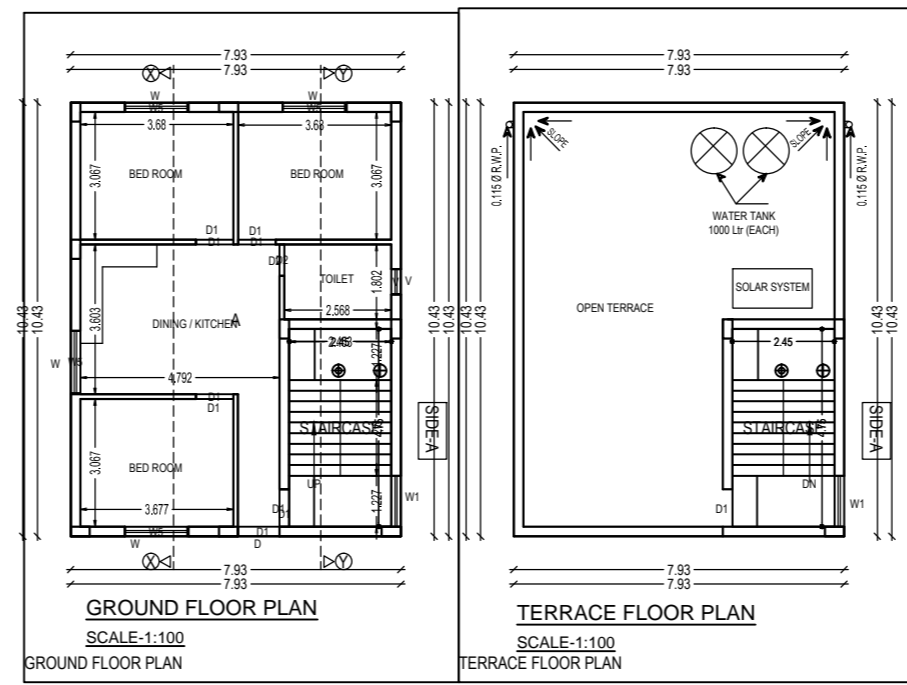 7.93
7.93
X
Y
W
W5
W5
3.68
3.68
3.067
BED ROOM
BED ROOM
3.067
D1
D1
D1
D1
D2
TOILET
1.802
V
V
2.568
3.603
DINING / KITCHEN
A
10.43
10.43
10.43
10.43
W
W5
4.792
1.227
D1
D1
STAIRCASE
SIDE-A
3.067
BED ROOM
UP
W1
3.677
D1
1.227
W5
D1
W
D
X
Y
7.93
7.93
GROUND FLOOR PLAN
SCALE-1:100
GROUND FLOOR PLAN
7.93
7.93
SLOPE
SLOPE
0.115 Ø R.W.P.
0.115 Ø R.W.P.
WATER TANK
1000 Ltr (EACH)
SOLAR SYSTEM
OPEN TERRACE
10.43
10.43
10.43
10.43
2.45
STAIRCASE
4.75
SIDE-A
DN
D1
W1
7.93
7.93
TERRACE FLOOR PLAN
SCALE-1:100
TERRACE FLOOR PLAN